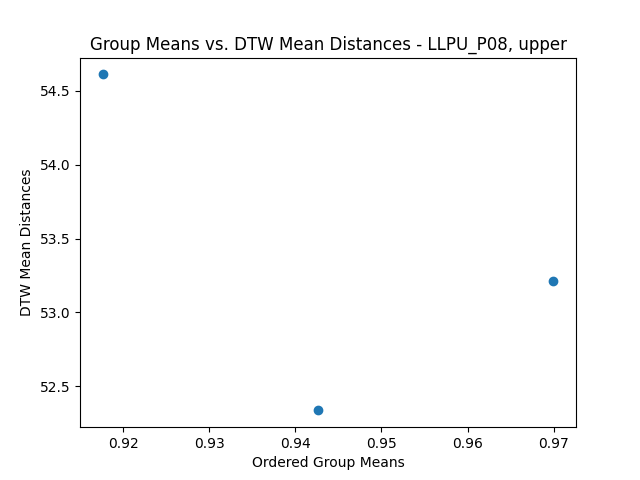 Group Means vs. DTW Mean Distances - LLPU_P08, upper
54.5
54.0
53.5
53.0
52.5
DTW Mean Distances
0.92 0.93 0.94 0.95 0.96 0.97
Ordered Group Means